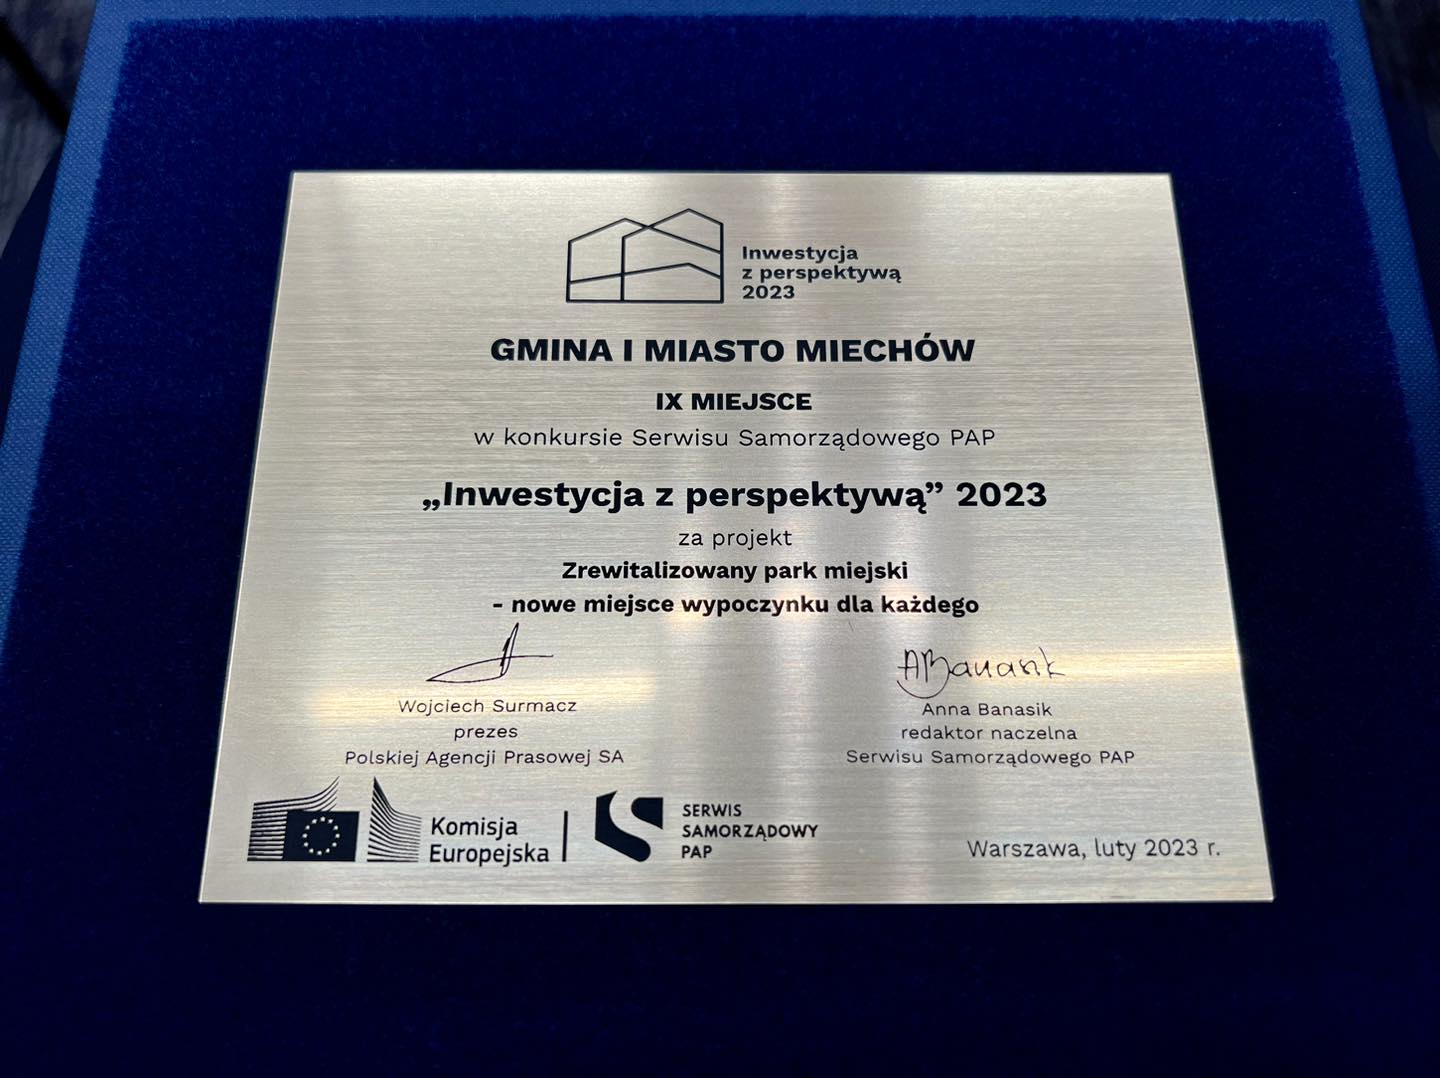 Inwestycja
z perspektywą
2023
GMINA I MIASTO MIECHÓW
IX MIEJSCE
w konkursie Serwisu Samorządowego PAP
„Inwestycja z perspektywą” 2023
za projekt
Zrewitalizowany park miejski
- nowe miejsce wypoczynku dla każdego
ABanasik
Wojciech Surmacz
prezes
Polskiej Agencji Prasowej SA
Anna Banasik
redaktor naczelna
Serwisu Samorządowego PAP
Komisja
Europejska
SERWIS
SAMORZĄDOWY
PAP
Warszawa, luty 2023 r.